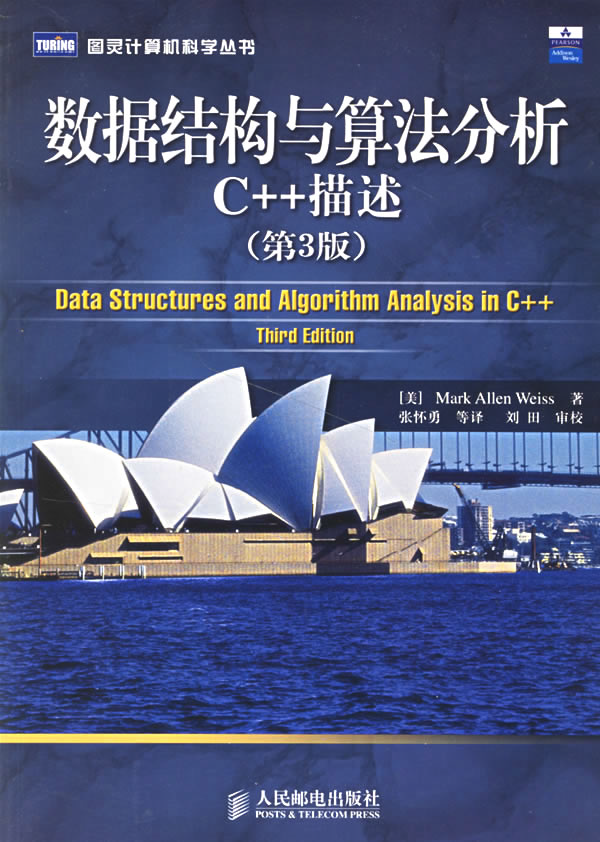 TURING 图灵计算机科学丛书
PEARSON
Addison
Wesley
数据结构与算法分析
C++描述
（第3版）
Data Structures and Algorithm Analysis in C++
Third Edition
[美] Mark Allen Weiss 著
张怀勇 等译 刘田 审校
人民邮电出版社
POSTS & TELECOM PRESS